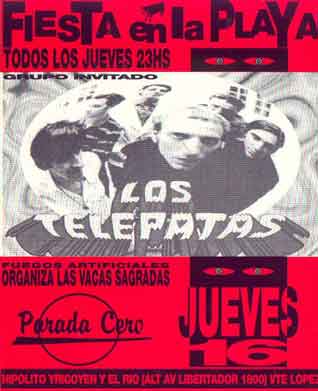 FIESTA en la PLAYA
TODOS LOS JUEVES 23HS
GRUPO INVITADO
LOS
TELEPATAS
FUEGOS ARTIFICIALES
ORGANIZA LAS VACAS SAGRADAS
Parada Cero
JUEVES
16
HIPOLITO YRIGOYEN Y EL RIO (ALT AV LIBERTADOR 1800) VTE LOPEZ